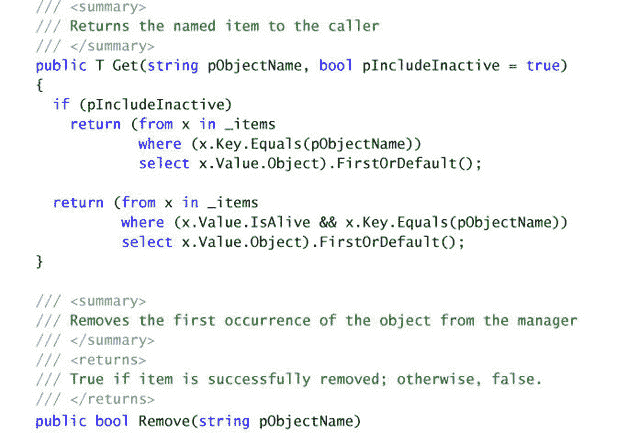 /// <summary>
/// Returns the named item to the caller
/// </summary>
public T Get(string pObjectName, bool pIncludeInactive = true)
{
if (pIncludeInactive)
return (from x in _items
where (x.Key.Equals(pObjectName))
select x.Value.Object).FirstOrDefault();
return (from x in _items
where (x.Value.IsAlive && x.Key.Equals(pObjectName))
select x.Value.Object).FirstOrDefault();
}
/// <summary>
/// Removes the first occurrence of the object from the manager
/// </summary>
/// <returns>
/// True if item is successfully removed; otherwise, false.
/// </returns>
public bool Remove(string pObjectName)